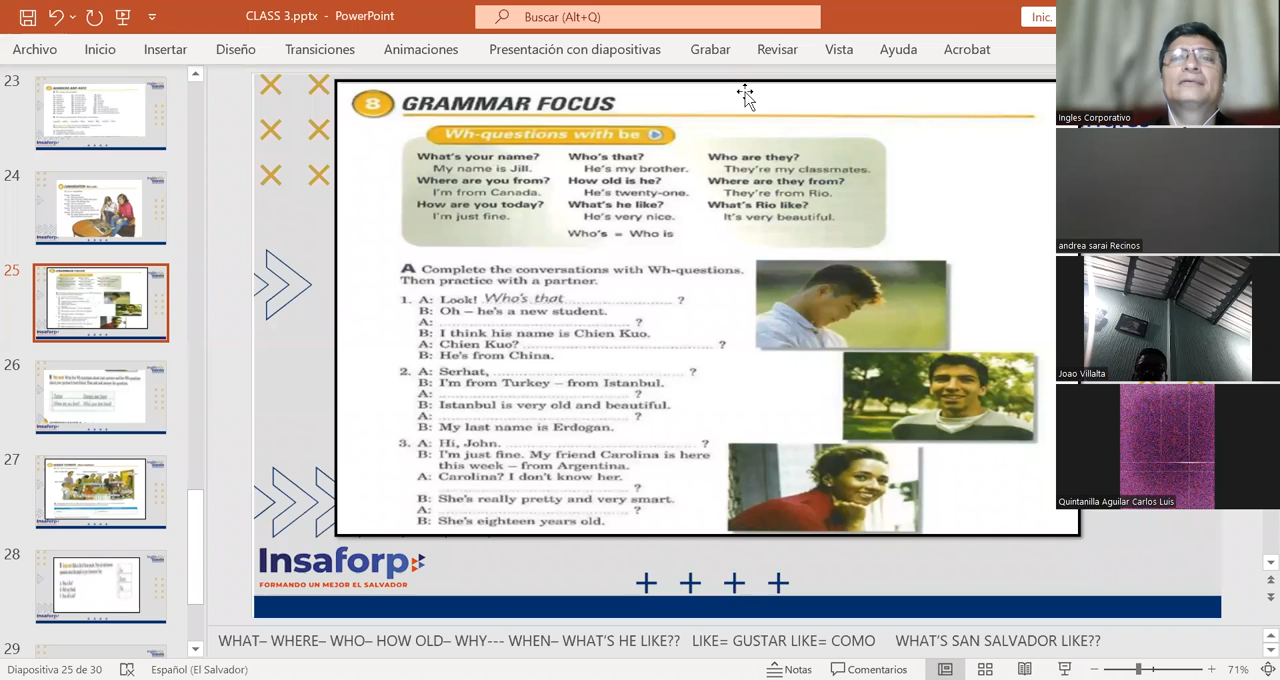 CLASS 3.pptx - PowerPoint
Buscar (Alt+Q)
Inic.
Archivo Inicio Insertar Diseño Transiciones Animaciones Presentación con diapositivas Grabar Revisar Vista Ayuda Acrobat
23
24
25
26
27
28
29
8 GRAMMAR FOCUS
Wh-questions with be
What's your name? Who's that? Who are they?
My name is Jill. He's my brother. They're my classmates.
Where are you from? How old is he? Where are they from?
I'm from Canada. He's twenty-one. They're from Rio.
How are you today? What's he like? What's Rio like?
I'm just fine. He's very nice. It's very beautiful.
Who's = Who is
A Complete the conversations with Wh-questions.
Then practice with a partner.
1. A: Look! Who's that ?
B: Oh – he's a new student.
A: ?
B: I think his name is Chien Kuo.
A: Chien Kuo? ?
B: He's from China.
2. A: Serhat, ?
B: I'm from Turkey – from Istanbul.
A: ?
B: Istanbul is very old and beautiful.
A: ?
B: My last name is Erdogan.
3. A: Hi, John. ?
B: I'm just fine. My friend Carolina is here
this week – from Argentina.
A: Carolina? I don't know her.
?
B: She's really pretty and very smart.
A: ?
B: She's eighteen years old.
Insaforp
FORMANDO UN MEJOR EL SALVADOR
Ingles Corporativo
andrea sarai Recinos
Joao Villalta
Quintanilla Aguilar Carlos Luis
WHAT– WHERE– WHO– HOW OLD– WHY--- WHEN– WHAT'S HE LIKE?? LIKE= GUSTAR LIKE= COMO WHAT'S SAN SALVADOR LIKE??
Diapositiva 25 de 30 Español (El Salvador) Notas Comentarios 71%